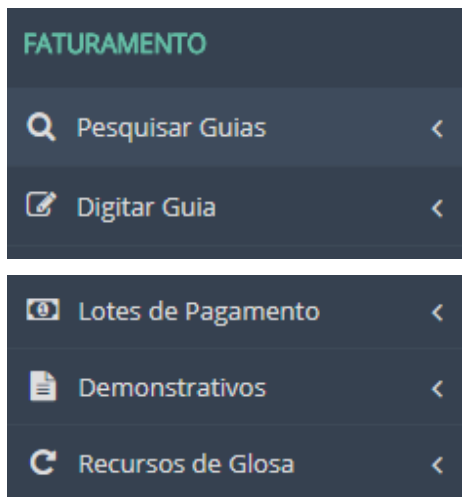 FATURAMENTO
Pesquisar Guias
Digitar Guia
Lotes de Pagamento
Demonstrativos
Recursos de Glosa